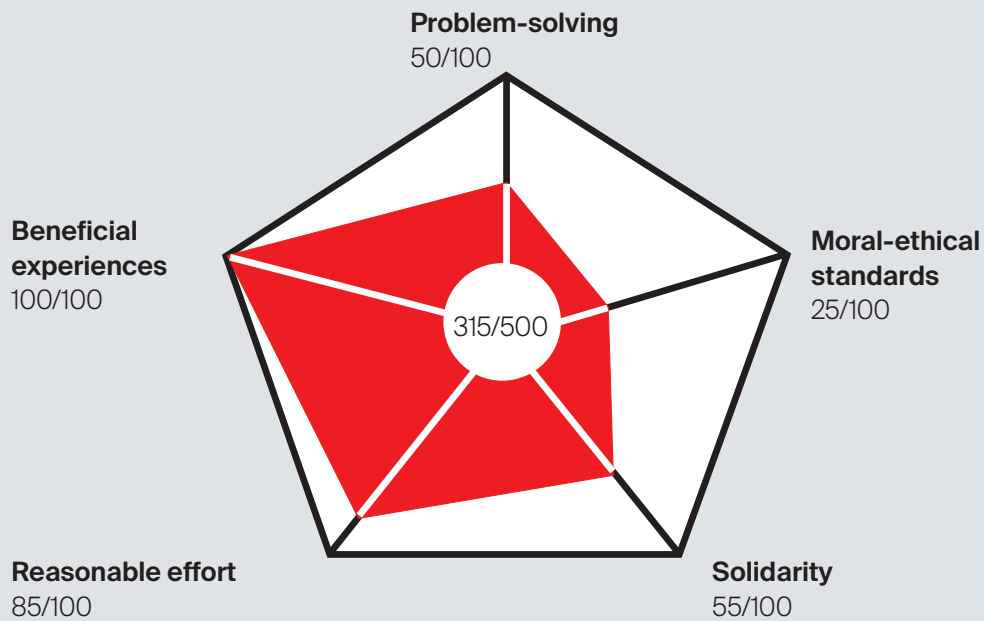 Problem-solving
50/100
Beneficial
experiences
100/100
Moral-ethical
standards
25/100
315/500
Reasonable effort
85/100
Solidarity
55/100